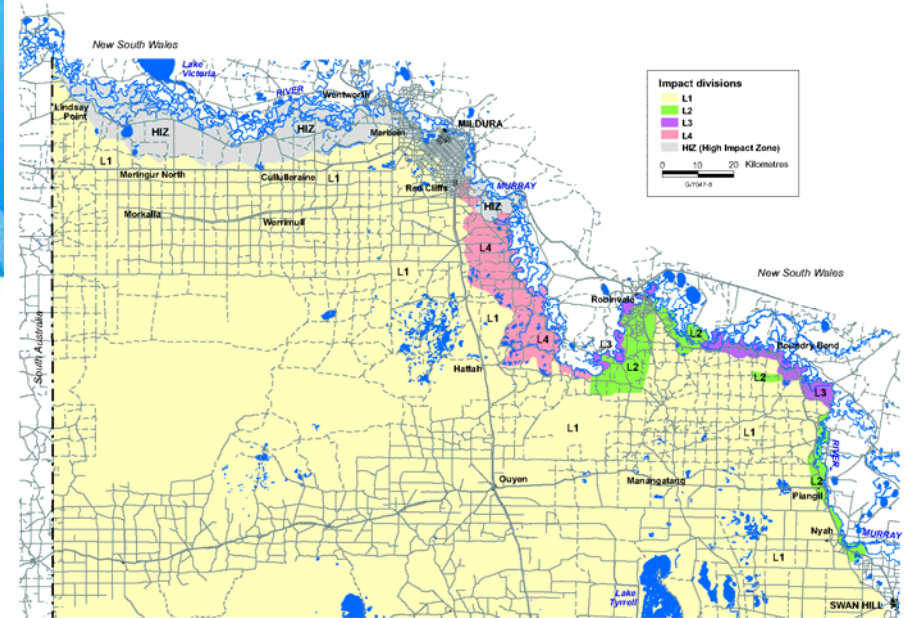 New South Wales
Lake
Victoria
RIVER
Wentworth
Lindsay
Point
HIZ
HIZ
Merbein
MILDURA
L1
Meringur North
Cullulleraine
L1
Red Cliffs
MURRAY
HIZ
Morkalla
Werrimull
L4
L1
New South Wales
Robinvale
South Australia
L1
L4
L3
L2
Boundry Bend
Hattah
L2
L2
L3
L1
L1
RIVER
Ouyen
Manangatang
L2
Piangil
Nyah
MURRAY
L1
Lake
Tyrrell
SWAN HILL
Impact divisions
L1
L2
L3
L4
HIZ (High Impact Zone)
0 10 20 Kilometres